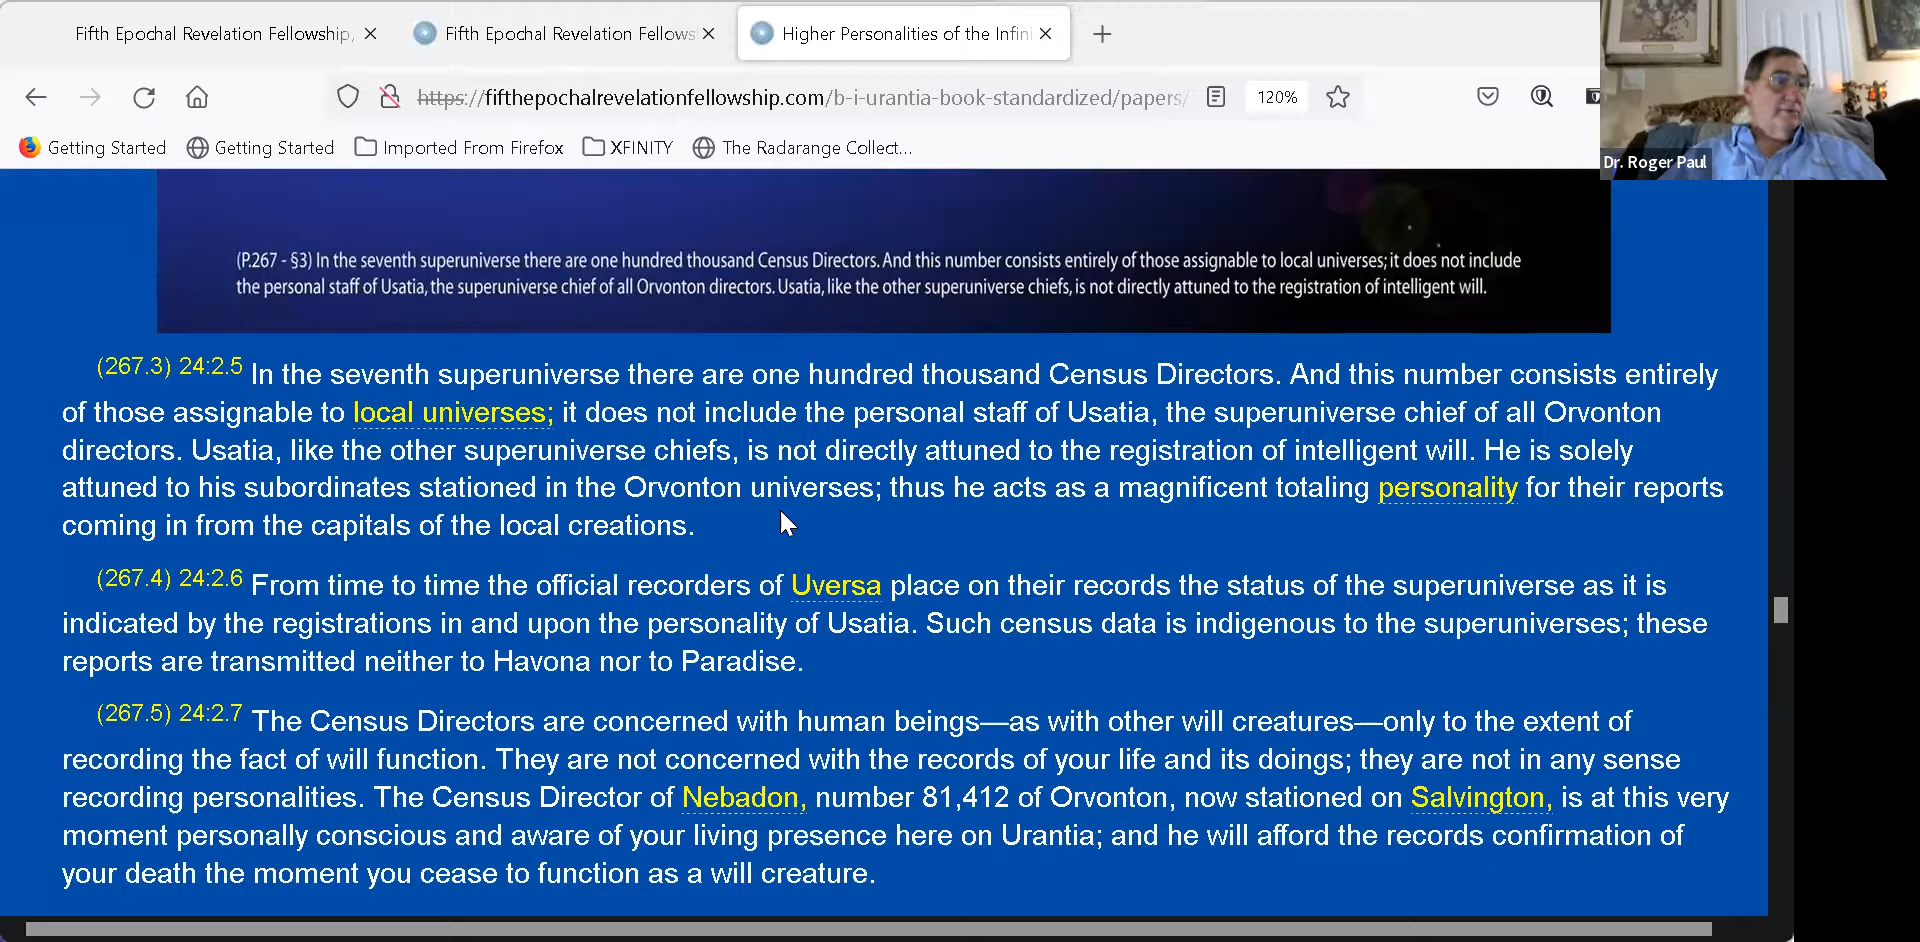 Fifth Epochal Revelation Fellowship,
Fifth Epochal Revelation Fellows
Higher Personalities of the Infini
https://fifthepochalrevelationfellowship.com/b-i-urantia-book-standardized/papers/
120%
Getting Started
Getting Started
Imported From Firefox
XFINITY
The Radarange Collect...
Dr. Roger Paul
(P.267 - §3) In the seventh superuniverse there are one hundred thousand Census Directors. And this number consists entirely of those assignable to local universes; it does not include
the personal staff of Usatia, the superuniverse chief of all Orvonton directors. Usatia, like the other superuniverse chiefs, is not directly attuned to the registration of intelligent will.
(267.3) 24:2.5 In the seventh superuniverse there are one hundred thousand Census Directors. And this number consists entirely
of those assignable to local universes; it does not include the personal staff of Usatia, the superuniverse chief of all Orvonton
directors. Usatia, like the other superuniverse chiefs, is not directly attuned to the registration of intelligent will. He is solely
attuned to his subordinates stationed in the Orvonton universes; thus he acts as a magnificent totaling personality for their reports
coming in from the capitals of the local creations.
(267.4) 24:2.6 From time to time the official recorders of Uversa place on their records the status of the superuniverse as it is
indicated by the registrations in and upon the personality of Usatia. Such census data is indigenous to the superuniverses; these
reports are transmitted neither to Havona nor to Paradise.
(267.5) 24:2.7 The Census Directors are concerned with human beings—as with other will creatures—only to the extent of
recording the fact of will function. They are not concerned with the records of your life and its doings; they are not in any sense
recording personalities. The Census Director of Nebadon, number 81,412 of Orvonton, now stationed on Salvington, is at this very
moment personally conscious and aware of your living presence here on Urantia; and he will afford the records confirmation of
your death the moment you cease to function as a will creature.